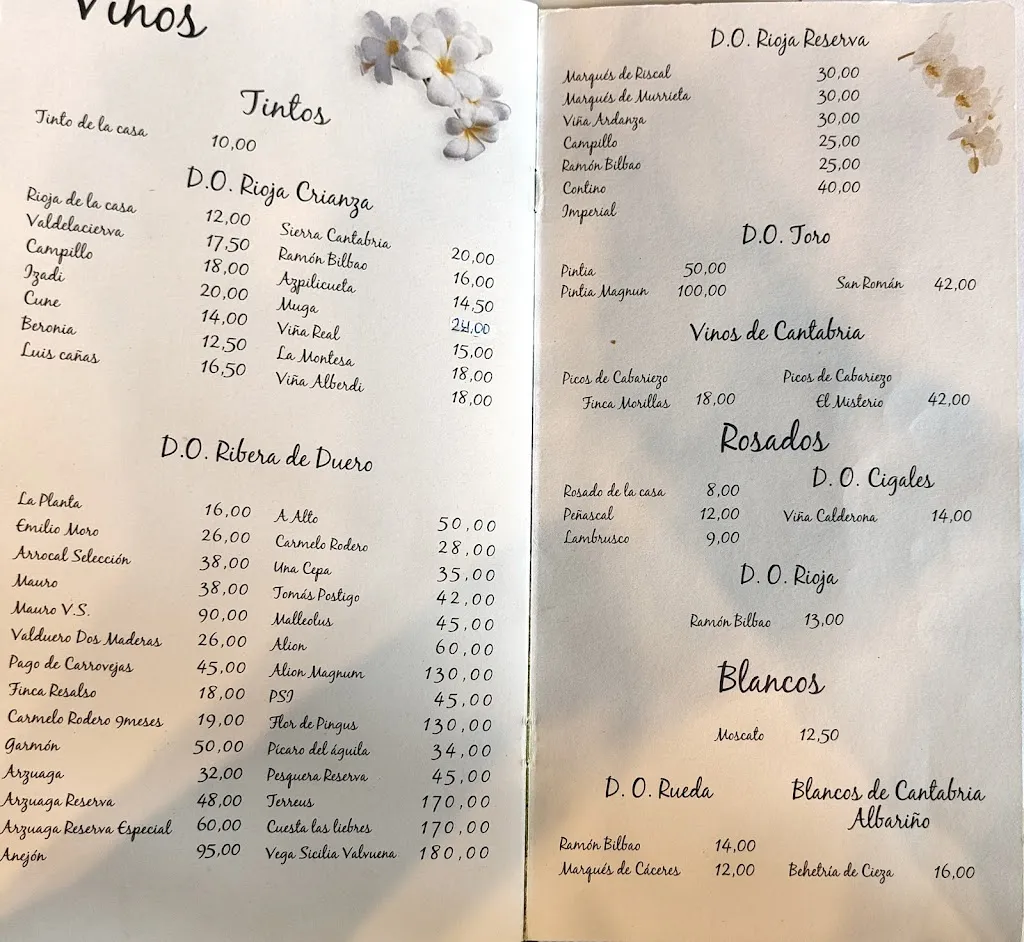 Vinos
Tintos
Tinto de la casa 10,00
D.O. Rioja Crianza
Rioja de la casa 12,00
Valdelacierva 17,50
Campillo 18,00
Izadi 20,00
Cune 14,00
Beronia 12,50
Luis cañas 16,50
Sierra Cantabria 20,00
Ramón Bilbao 16,00
Azpilicueta 14,50
Muga 24,00
Viña Real 15,00
La Montesa 18,00
Viña Alberdi 18,00
D.O. Ribera de Duero
La Planta 16,00
Emilio Moro 26,00
Arrocal Selección 38,00
Mauro 38,00
Mauro V.S. 90,00
Valduero Dos Maderas 26,00
Pago de Carrovejas 45,00
Finca Resalso 18,00
Carmelo Rodero 9meses 19,00
Garmón 50,00
Arzuaga 32,00
Arzuaga Reserva 48,00
Arzuaga Reserva Especial 60,00
Anejón 95,00
A Alto 50,00
Carmelo Rodero 28,00
Una Cepa 35,00
Tomás Postigo 42,00
Malleolus 45,00
Alion 60,00
Alion Magnum 130,00
PSI 45,00
Flor de Pingus 130,00
Picaro del águila 34,00
Pesquera Reserva 45,00
Terreus 170,00
Cuesta las liebres 170,00
Vega Sicilia Valvuena 180,00
D.O. Rioja Reserva
Marqués de Riscal 30,00
Marqués de Murrieta 30,00
Viña Ardanza 30,00
Campillo 25,00
Ramón Bilbao 25,00
Contino 40,00
Imperial
D.O. Toro
Pintia 50,00
Pintia Magnun 100,00
San Román 42,00
Vinos de Cantabria
Picos de Cabariezo
Finca Morillas 18,00
Picos de Cabariezo
El Misterio 42,00
Rosados
Rosado de la casa 8,00
Peñascal 12,00
Lambrusco 9,00
D. O. Cigales
Viña Calderona 14,00
D. O. Rioja
Ramón Bilbao 13,00
Blancos
Moscato 12,50
D. O. Rueda
Ramón Bilbao 14,00
Marqués de Cáceres 12,00
Blancos de Cantabria
Albariño
Behetría de Cieza 16,00